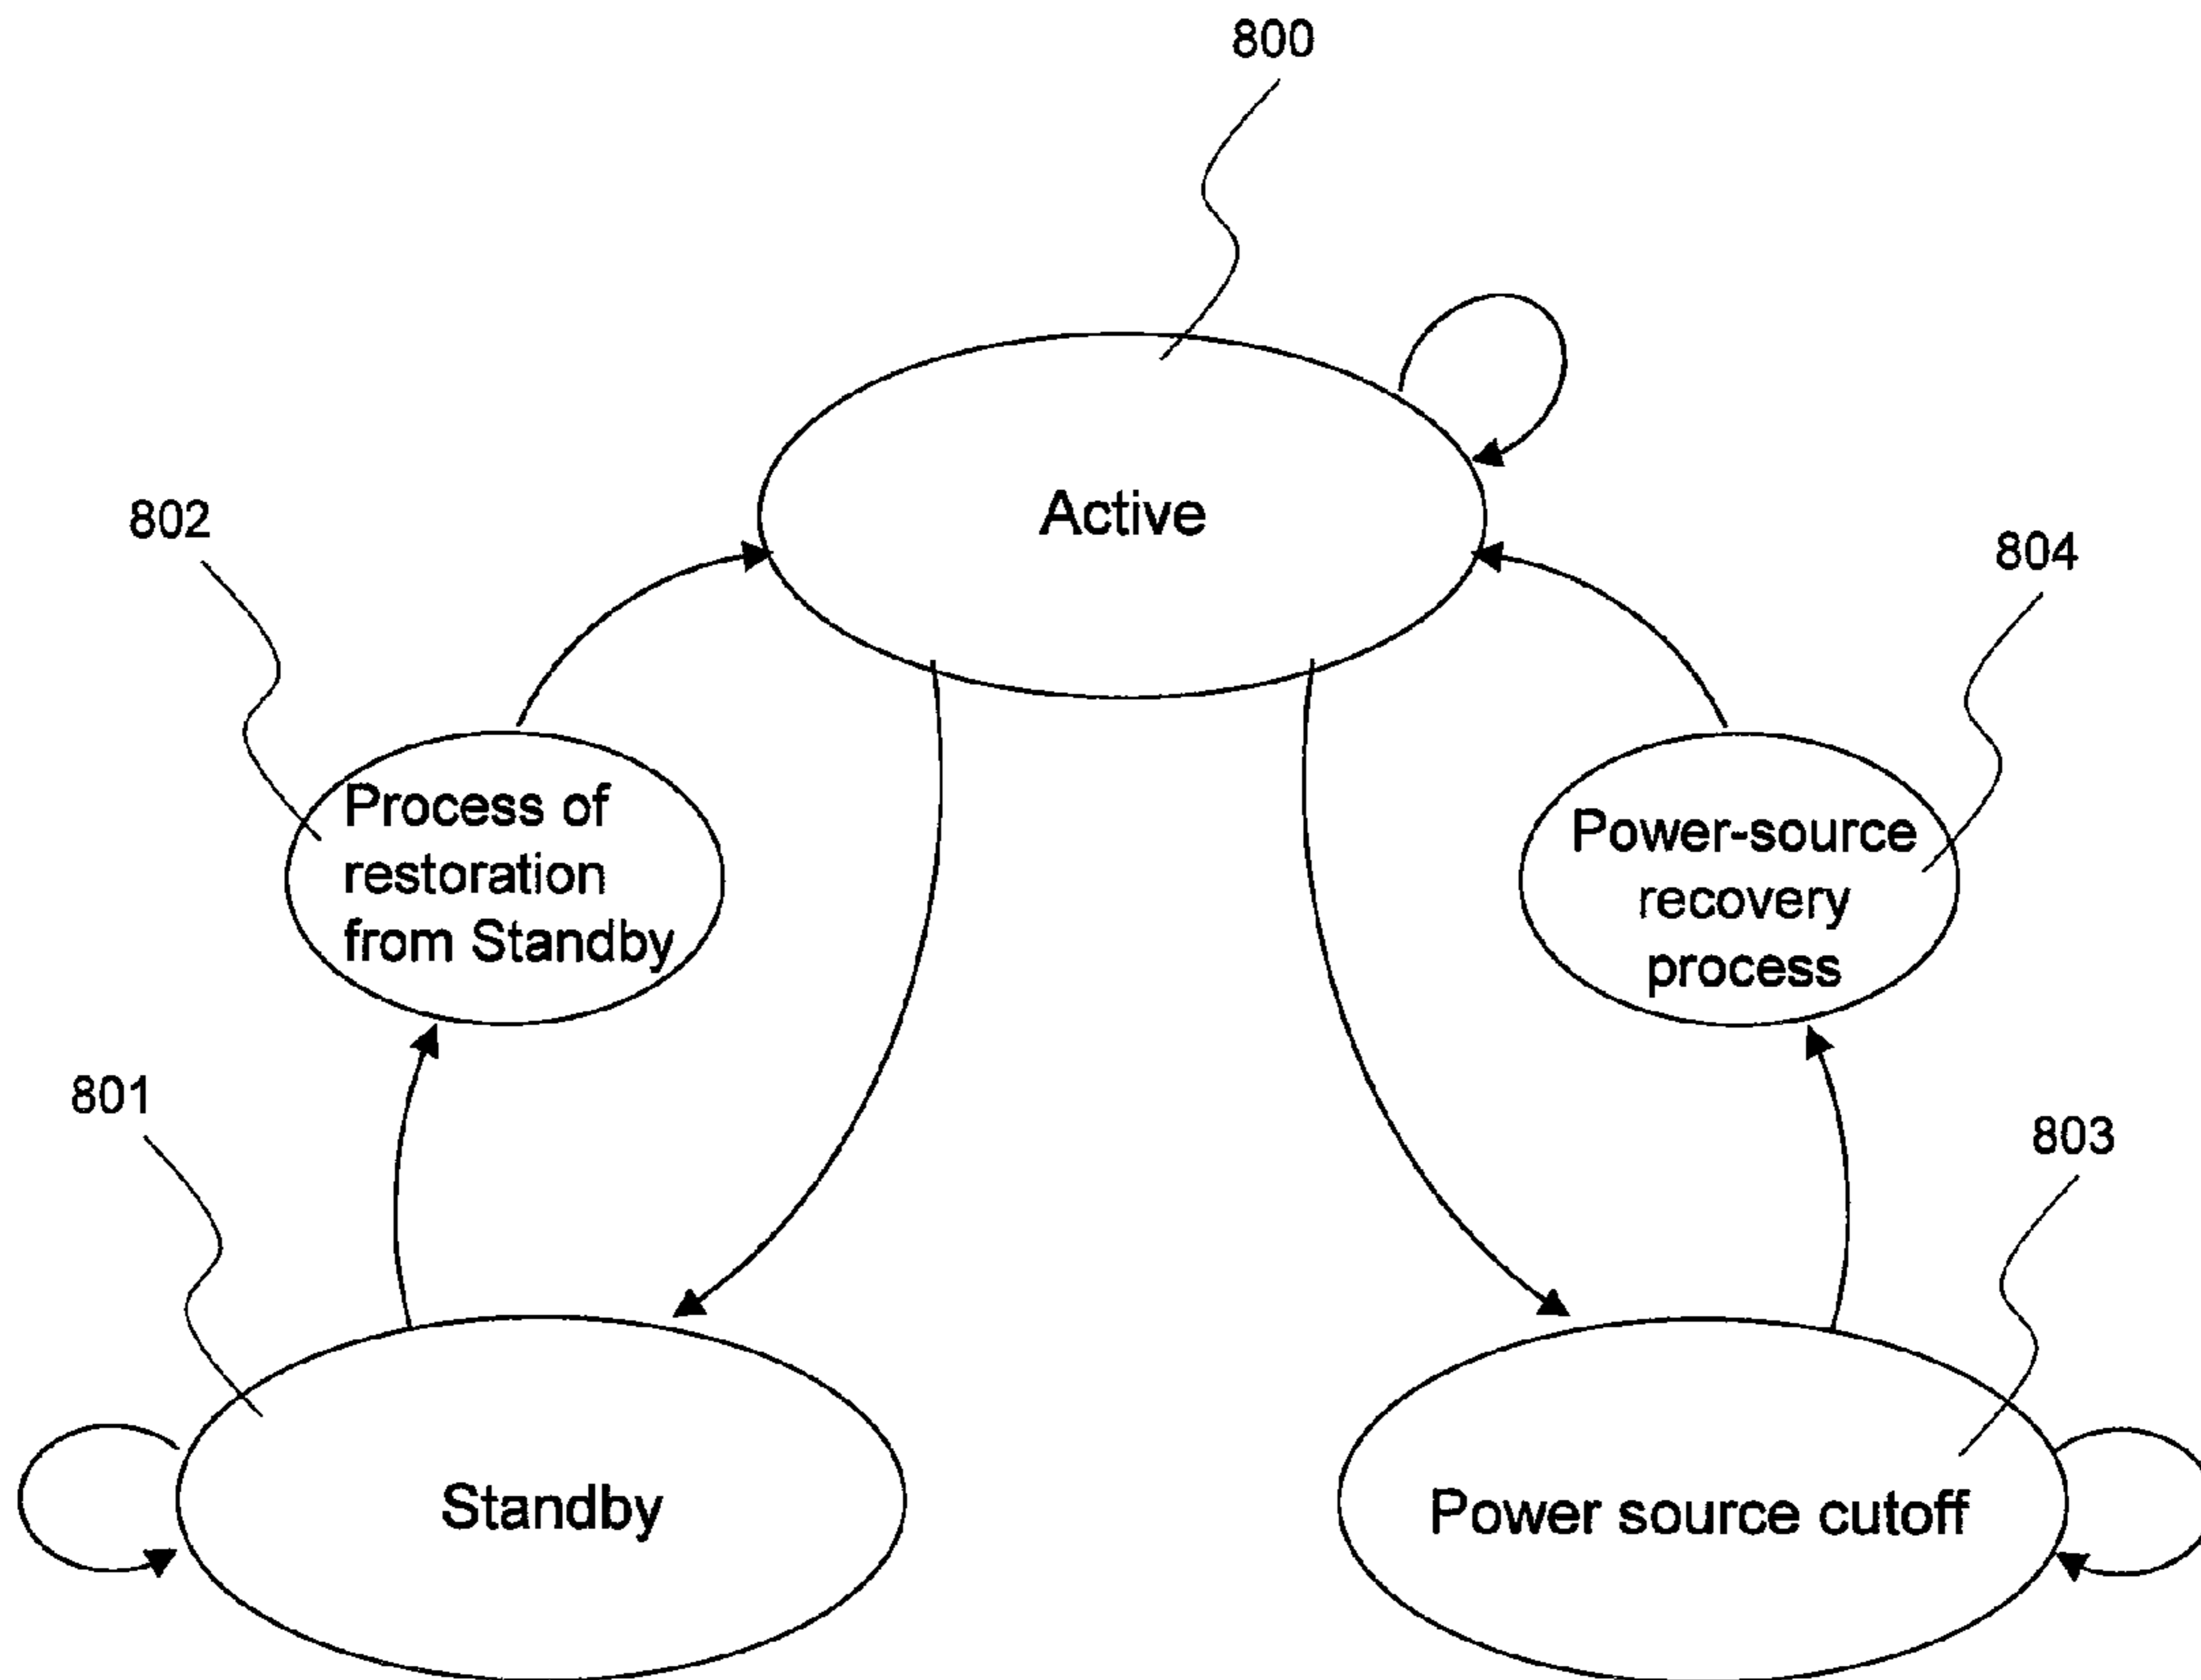 800
Active
802
804
Process of
restoration
from Standby
Power-source
recovery
process
801
803
Standby
Power source cutoff